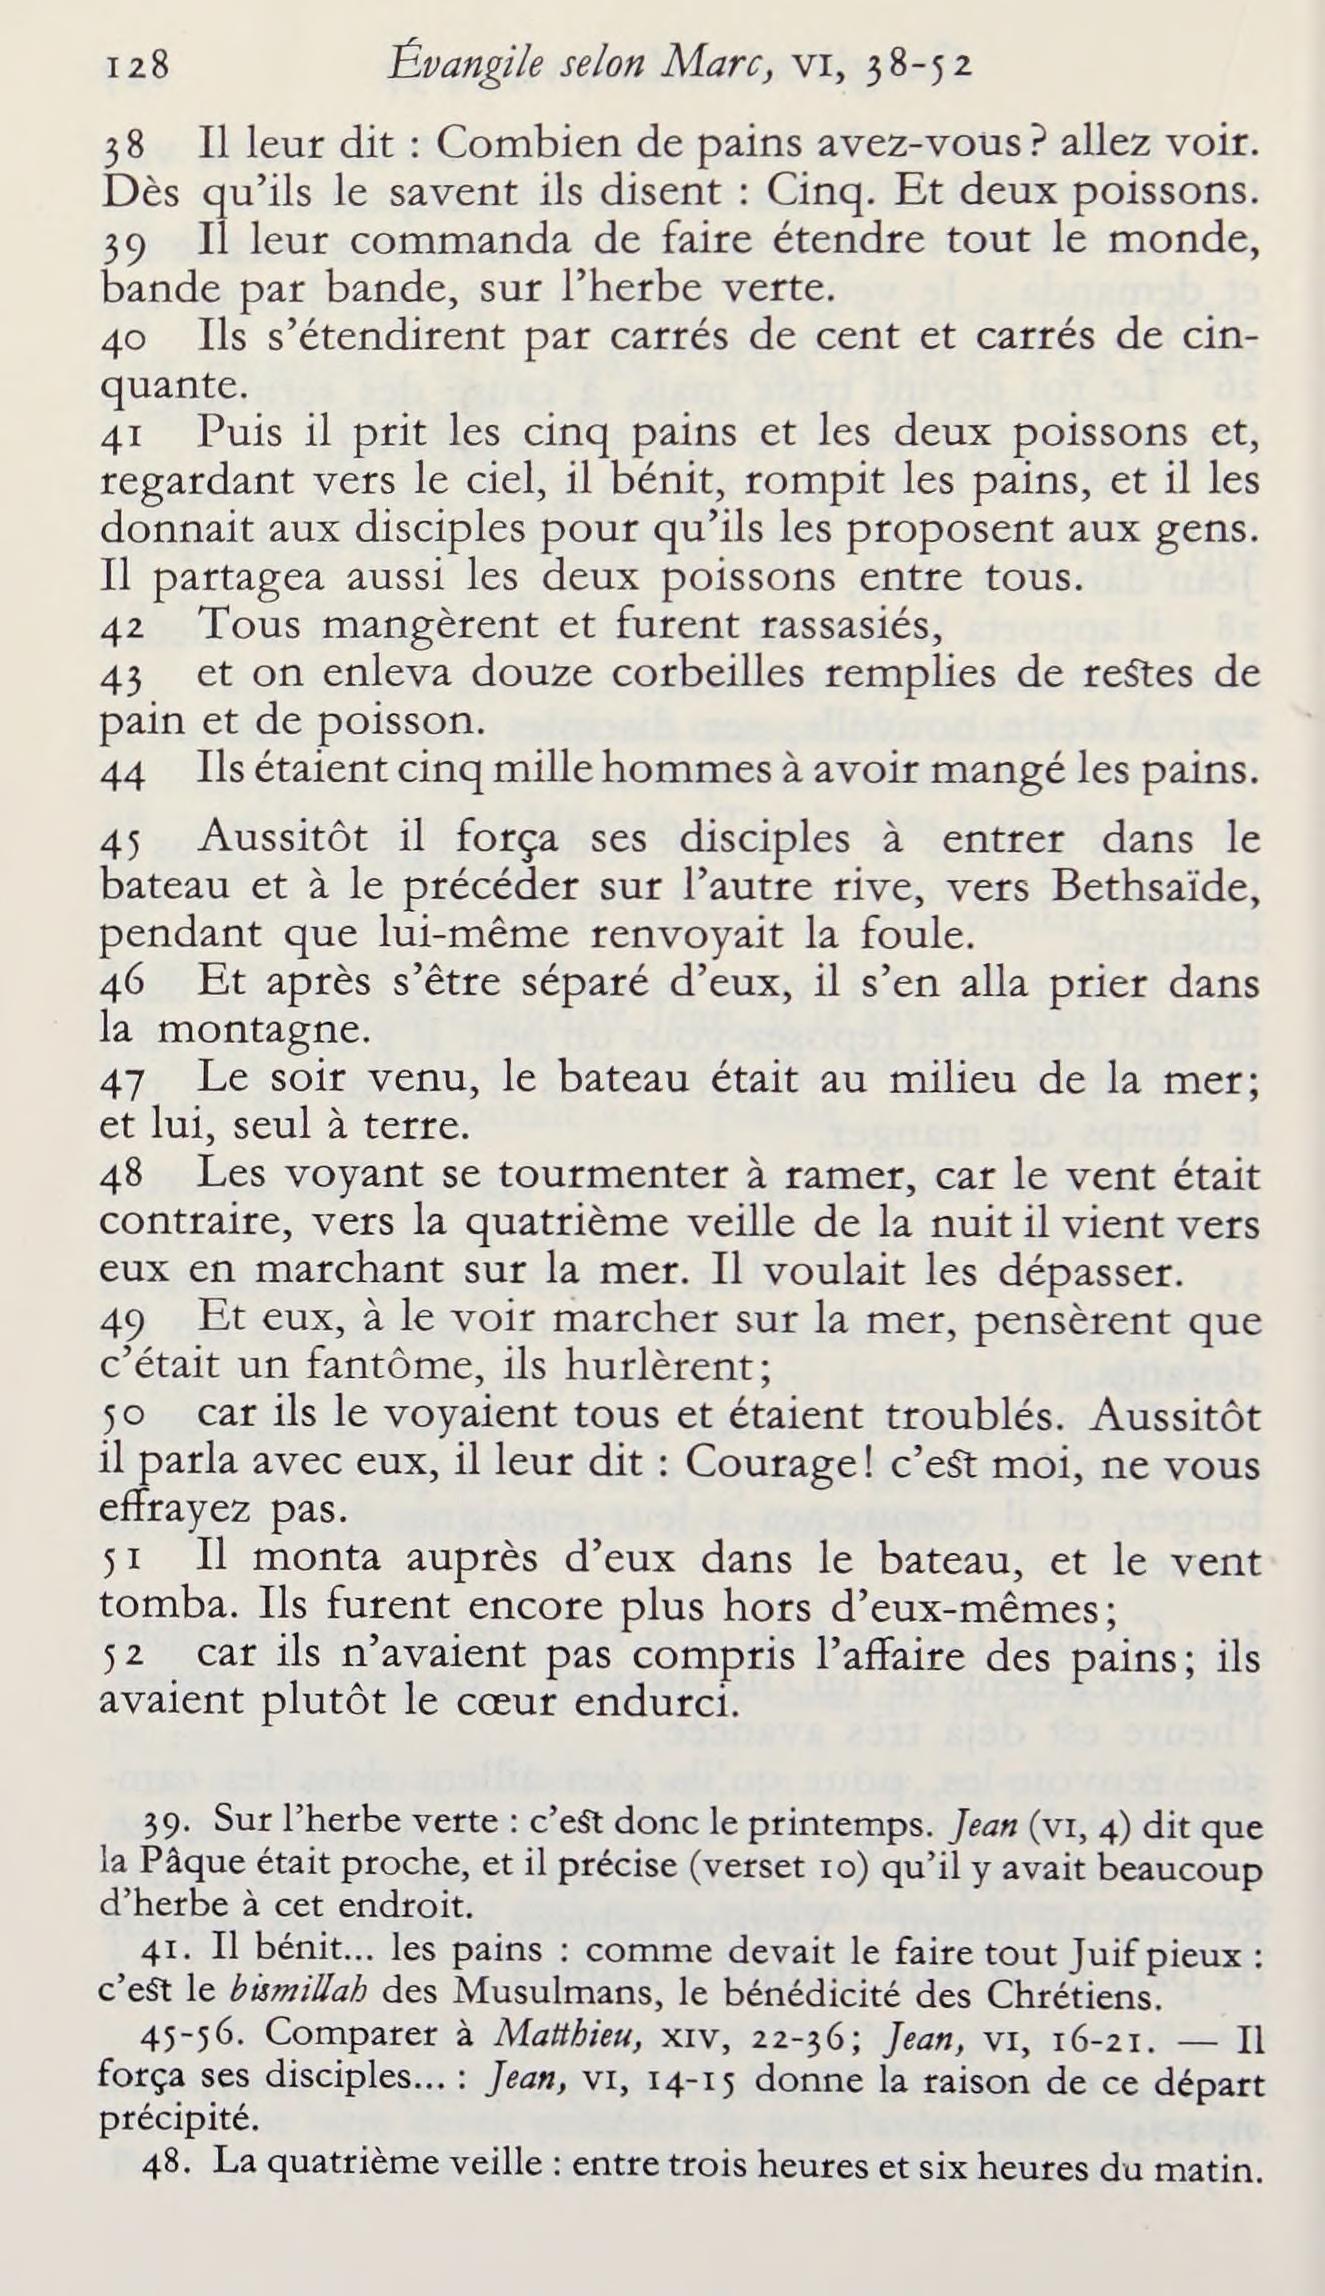 128 Évangile selon Marc, VI, 38-52
38 Il leur dit : Combien de pains avez-vous ? allez voir.
Dès qu’ils le savent ils disent : Cinq. Et deux poissons.
39 Il leur commanda de faire étendre tout le monde,
bande par bande, sur l’herbe verte.
40 Ils s’étendirent par carrés de cent et carrés de cin-
quante.
41 Puis il prit les cinq pains et les deux poissons et,
regardant vers le ciel, il bénit, rompit les pains, et il les
donnait aux disciples pour qu’ils les proposent aux gens.
Il partagea aussi les deux poissons entre tous.
42 Tous mangèrent et furent rassasiés,
43 et on enleva douze corbeilles remplies de restes de
pain et de poisson.
44 Ils étaient cinq mille hommes à avoir mangé les pains.
45 Aussitôt il força ses disciples à entrer dans le
bateau et à le précéder sur l’autre rive, vers Bethsaïde,
pendant que lui-même renvoyait la foule.
46 Et après s’être séparé d’eux, il s’en alla prier dans
la montagne.
47 Le soir venu, le bateau était au milieu de la mer;
et lui, seul à terre.
48 Les voyant se tourmenter à ramer, car le vent était
contraire, vers la quatrième veille de la nuit il vient vers
eux en marchant sur la mer. Il voulait les dépasser.
49 Et eux, à le voir marcher sur la mer, pensèrent que
c’était un fantôme, ils hurlèrent;
50 car ils le voyaient tous et étaient troublés. Aussitôt
il parla avec eux, il leur dit : Courage! c’est moi, ne vous
effrayez pas.
51 Il monta auprès d’eux dans le bateau, et le vent
tomba. Ils furent encore plus hors d’eux-mêmes;
52 car ils n’avaient pas compris l’affaire des pains; ils
avaient plutôt le cœur endurci.
39. Sur l’herbe verte : c’est donc le printemps. Jean (VI, 4) dit que
la Pâque était proche, et il précise (verset 10) qu’il y avait beaucoup
d’herbe à cet endroit.
41. Il bénit... les pains : comme devait le faire tout Juif pieux :
c’est le bismillah des Musulmans, le bénédicité des Chrétiens.
45-56. Comparer à Matthieu, XIV, 22-36; Jean, VI, 16-21. — Il
força ses disciples... : Jean, VI, 14-15 donne la raison de ce départ
précipité.
48. La quatrième veille : entre trois heures et six heures du matin.